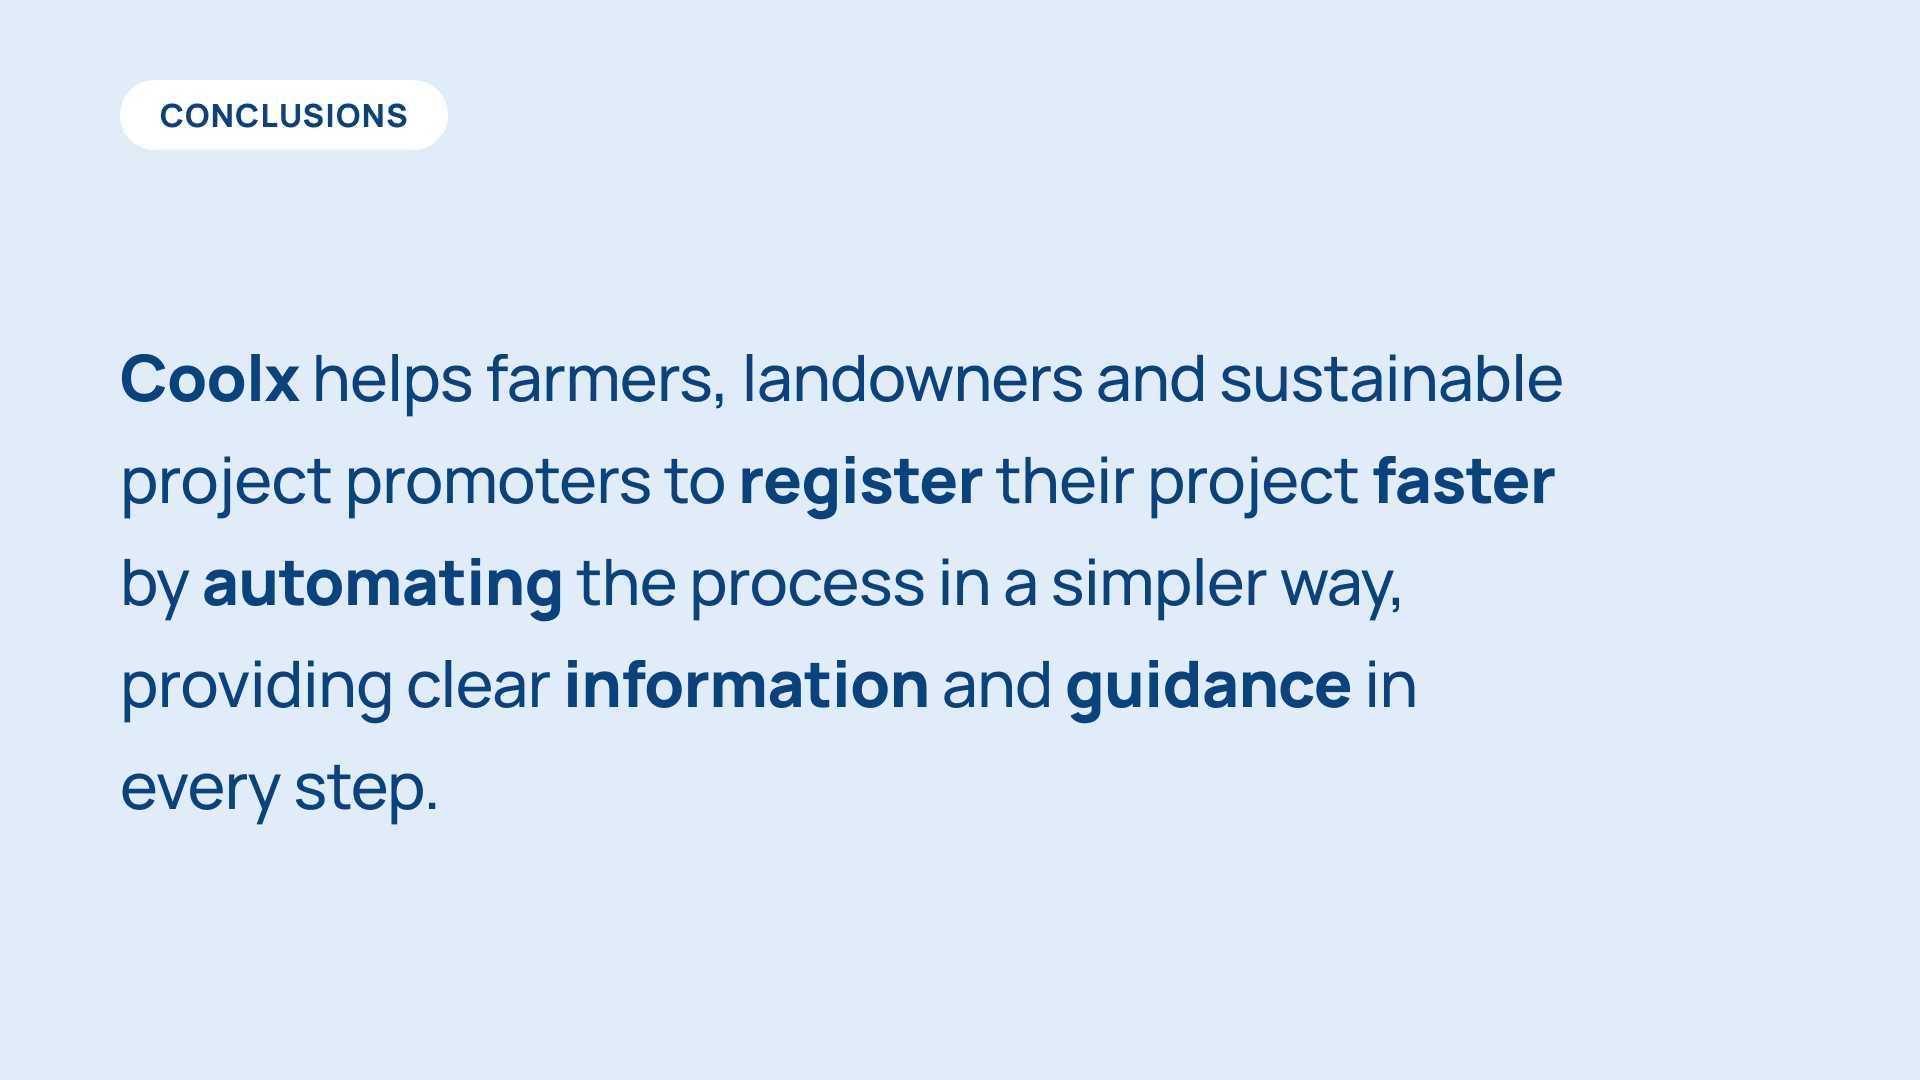 CONCLUSIONS
Coolx helps farmers, landowners and sustainable
project promoters to register their project faster
by automating the process in a simpler way,
providing clear information and guidance in
every step.